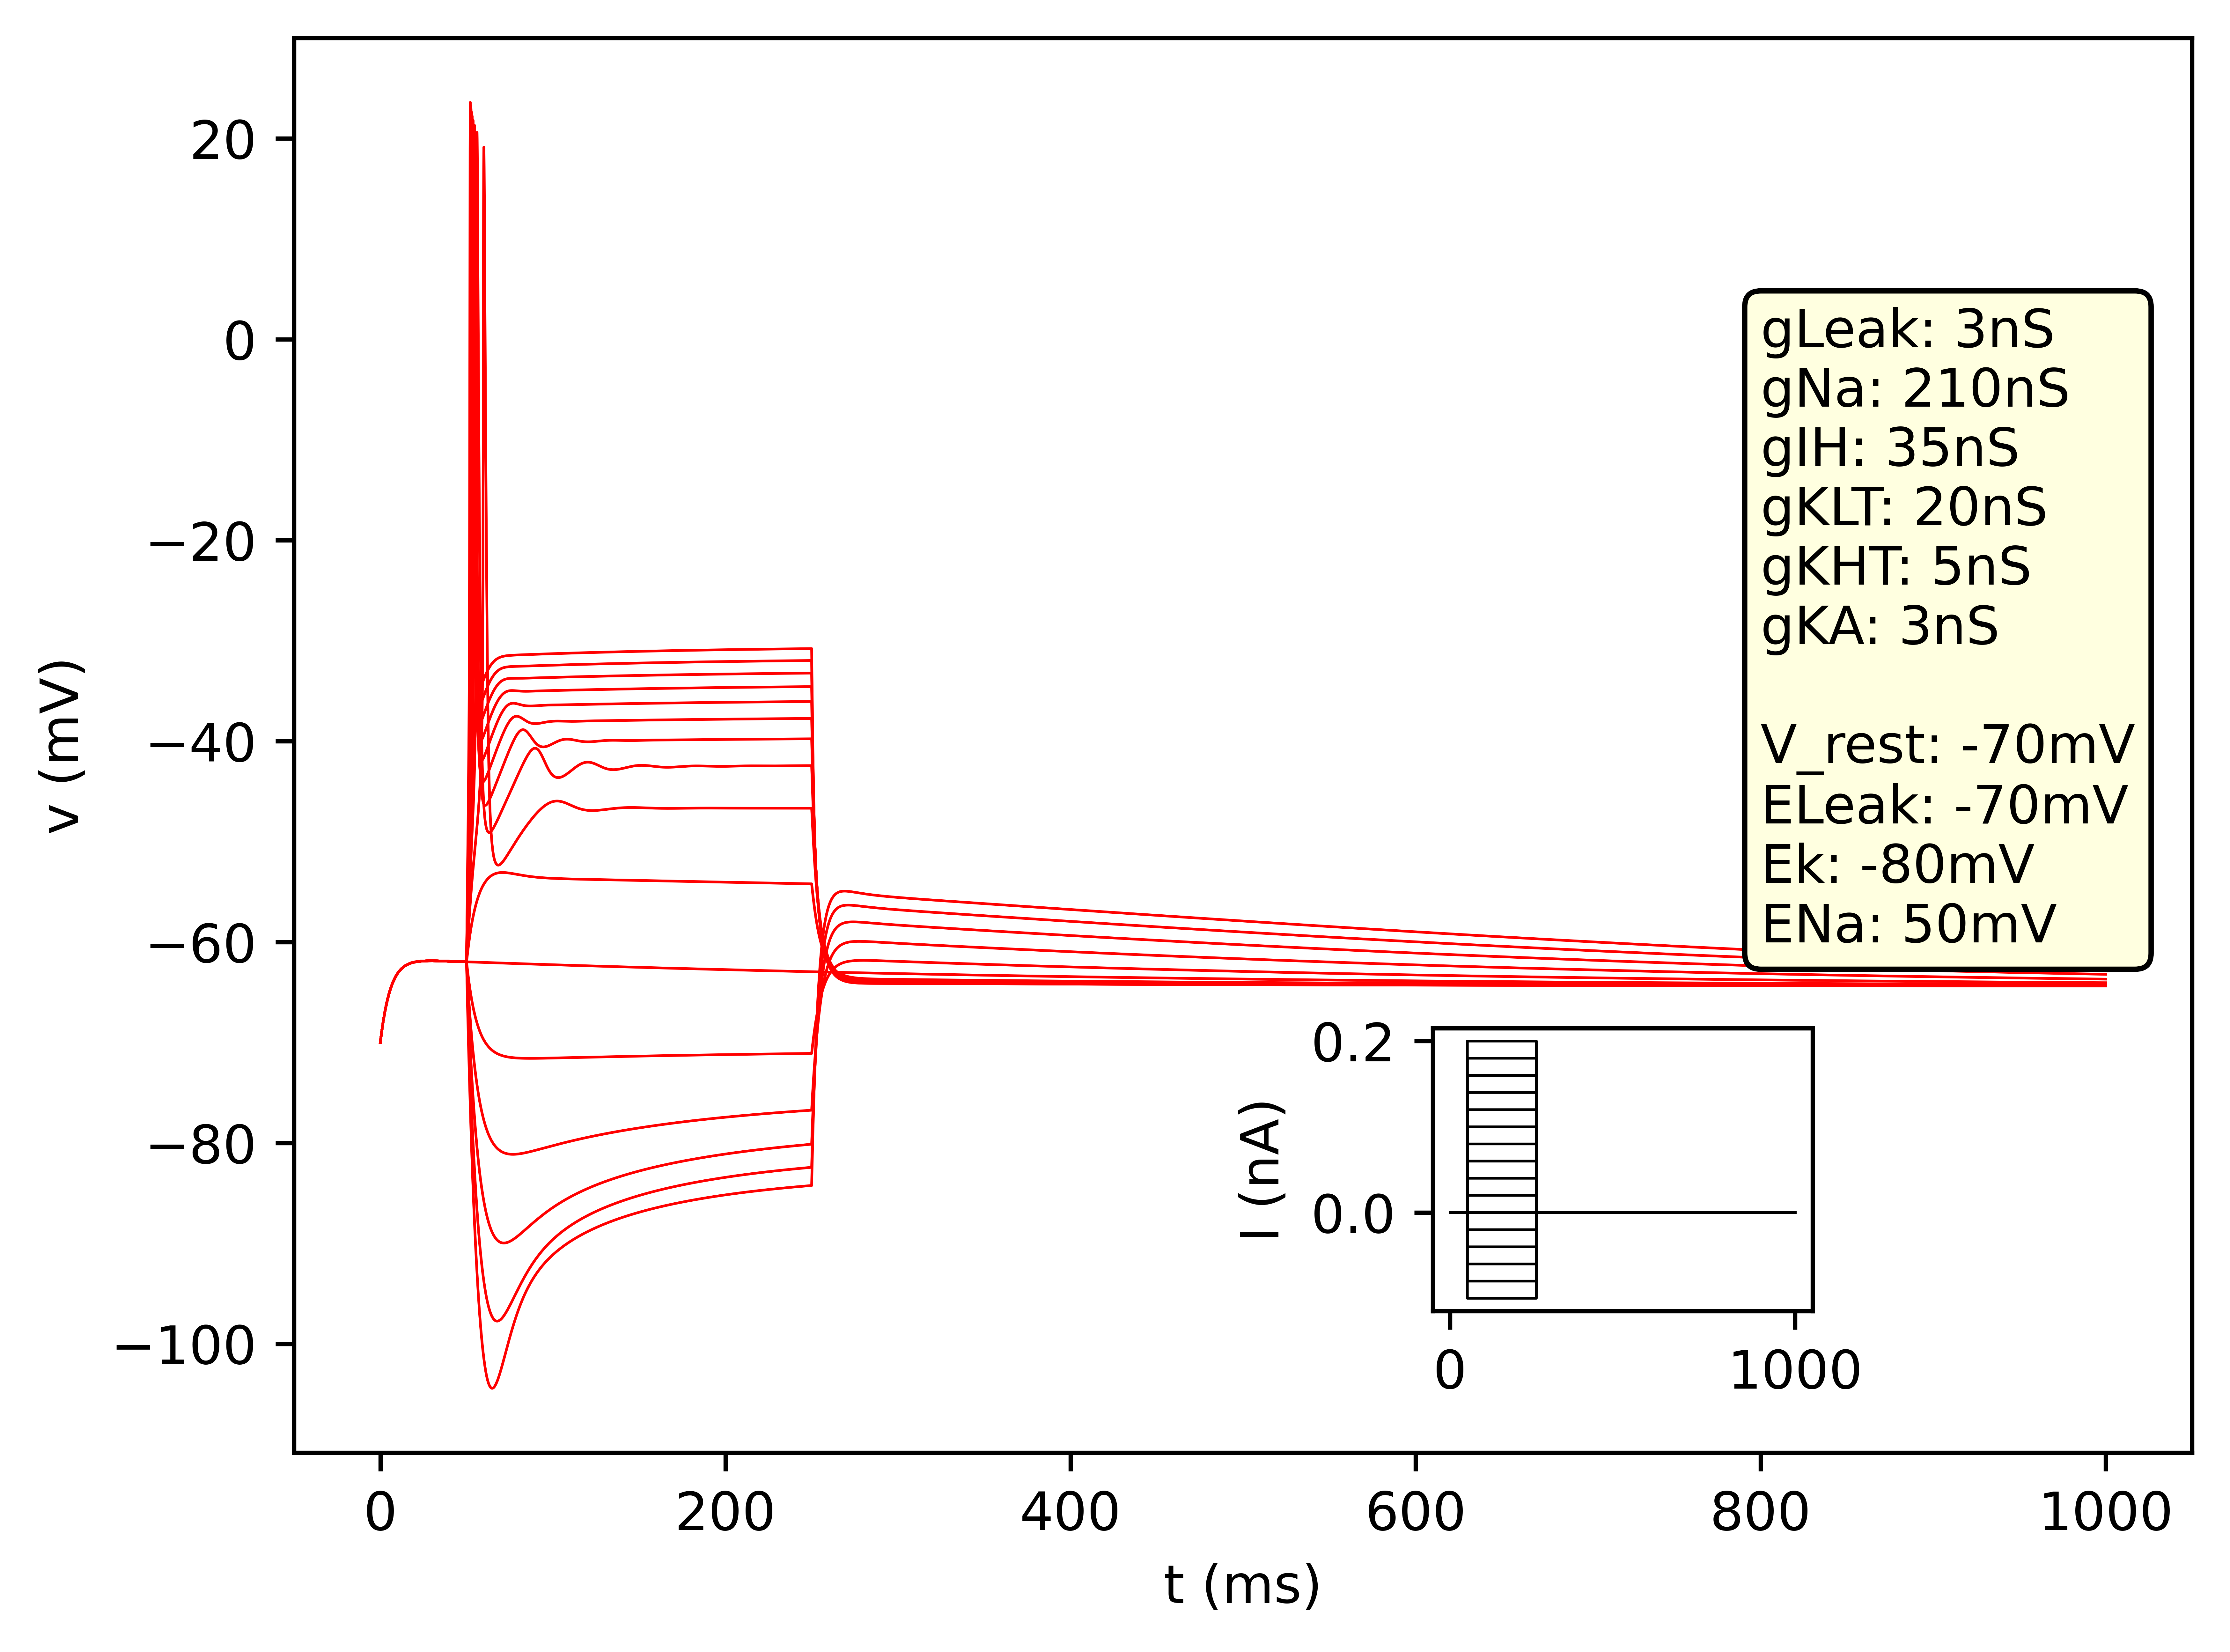 20
0
−20
−40
−60
−80
−100
v (mV)
0
200
400
600
800
1000
t (ms)
gLeak: 3nS
gNa: 210nS
gIH: 35nS
gKLT: 20nS
gKHT: 5nS
gKA: 3nS
V_rest: -70mV
ELeak: -70mV
Ek: -80mV
ENa: 50mV
0.2
0.0
I (nA)
0
1000